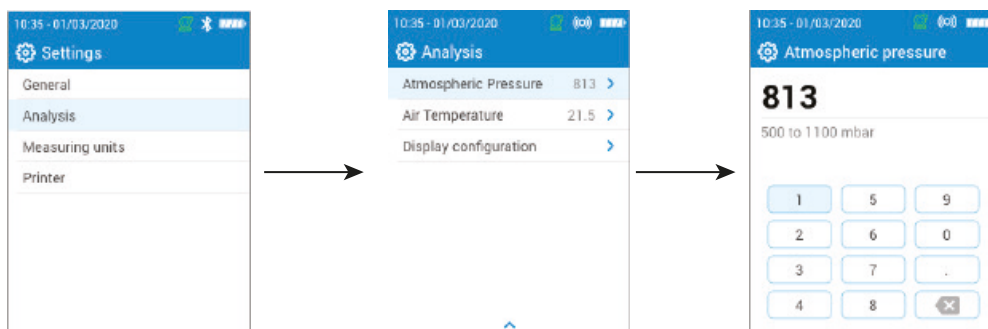 10:35 - 01/03/2020
Settings
General
Analysis
Measuring units
Printer
10:35 - 01/03/2020
Analysis
Atmospheric Pressure 813
Air Temperature 21.5
Display configuration
10:35 - 01/03/2020
Atmospheric pressure
813
500 to 1100 mbar
1 5 9
2 6 0
3 7 .
4 8